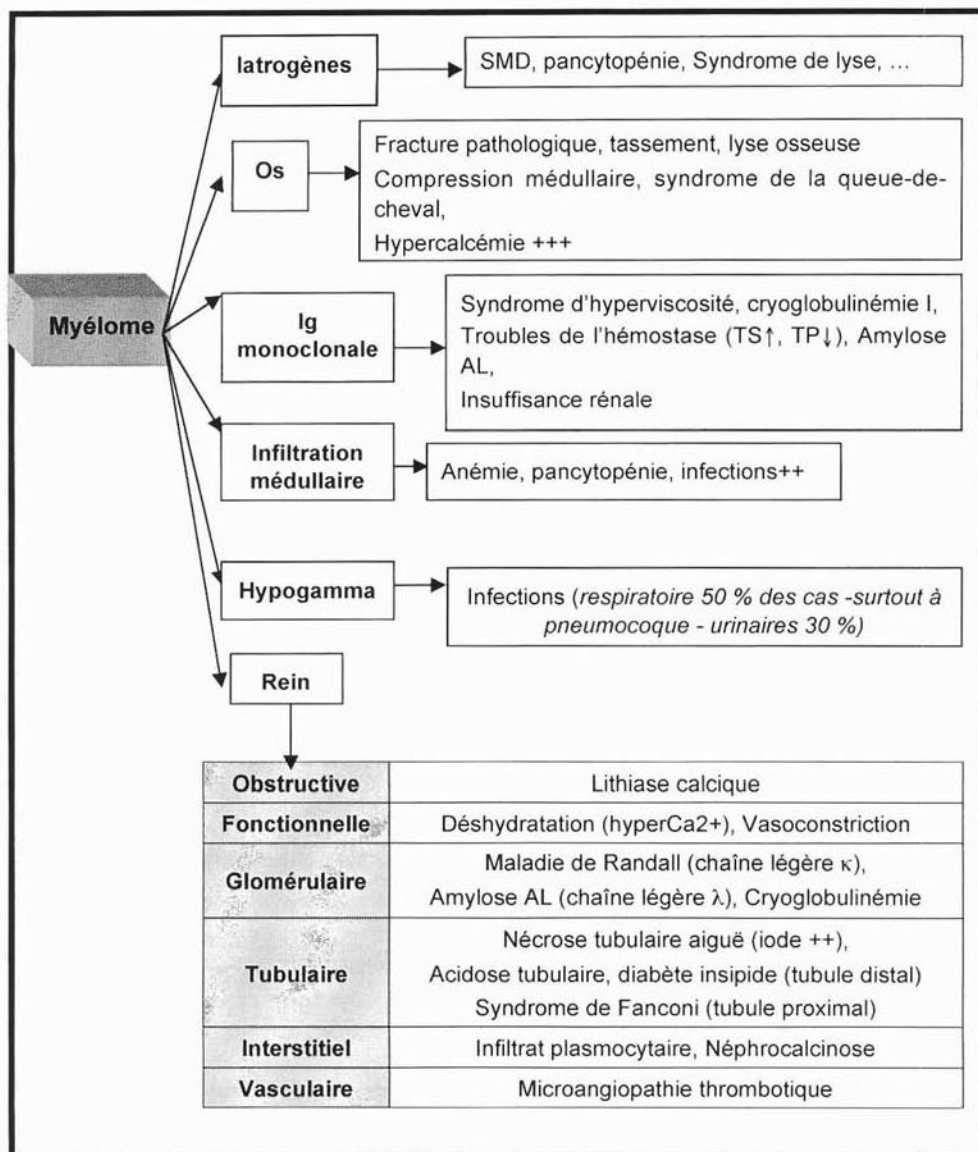 Iatrogènes
SMD, pancytopénie, Syndrome de lyse, ...
Os
Fracture pathologique, tassement, lyse osseuse
Compression médullaire, syndrome de la queue-de-
cheval,
Hypercalcémie +++
Myélome
Ig
monoclonale
Syndrome d'hyperviscosité, cryoglobulinémie I,
Troubles de l'hémostase (TS↑, TP↓), Amylose
AL,
Insuffisance rénale
Infiltration
médullaire
Anémie, pancytopénie, infections++
Hypogamma
Infections (respiratoire 50 % des cas -surtout à
pneumocoque - urinaires 30 %)
Rein
Obstructive
Lithiase calcique
Fonctionnelle
Déshydratation (hyperCa2+), Vasoconstriction
Glomérulaire
Maladie de Randall (chaîne légère κ),
Amylose AL (chaîne légère λ), Cryoglobulinémie
Tubulaire
Nécrose tubulaire aiguë (iode ++),
Acidose tubulaire, diabète insipide (tubule distal)
Syndrome de Fanconi (tubule proximal)
Interstitiel
Infiltrat plasmocytaire, Néphrocalcinose
Vasculaire
Microangiopathie thrombotique